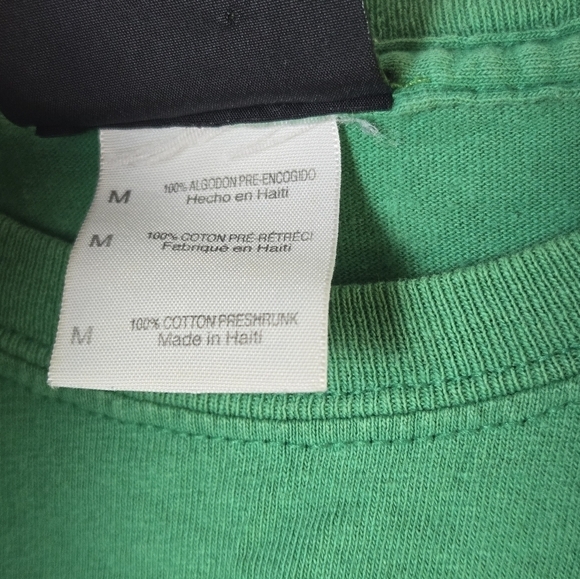 M 100% ALGODON PRE-ENCOGIDO
Hecho en Haiti
M 100% COTON PRÉ-RÉTRÉCI
Fabriqué en Haiti
M 100% COTTON PRESHRUNK
Made in Haiti